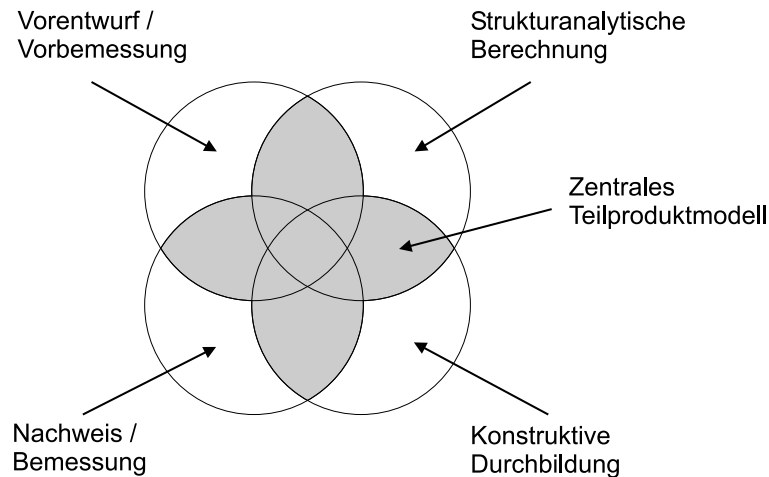 Vorentwurf /
Vorbemessung
Strukturanalytische
Berechnung
Zentrales
Teilproduktmodell
Nachweis /
Bemessung
Konstruktive
Durchbildung